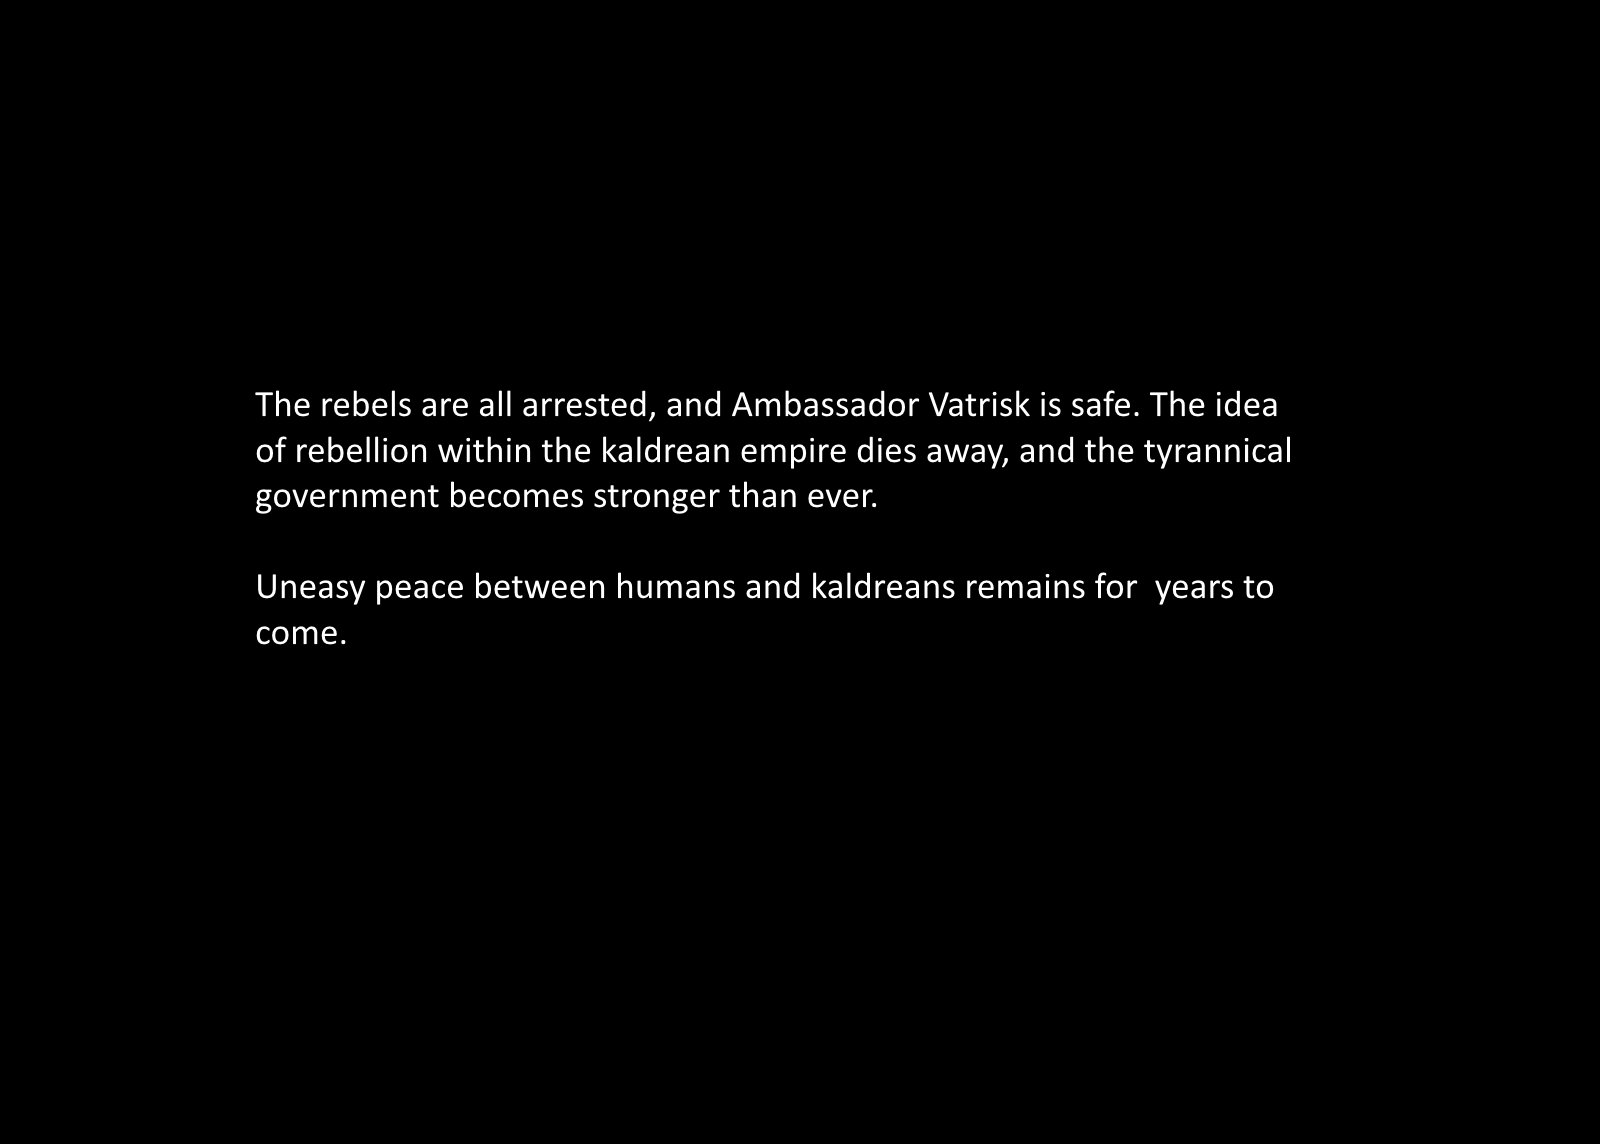 The rebels are all arrested, and Ambassador Vatrisk is safe. The idea
of rebellion within the kaldrean empire dies away, and the tyrannical
government becomes stronger than ever.

Uneasy peace between humans and kaldreans remains for  years to
come.